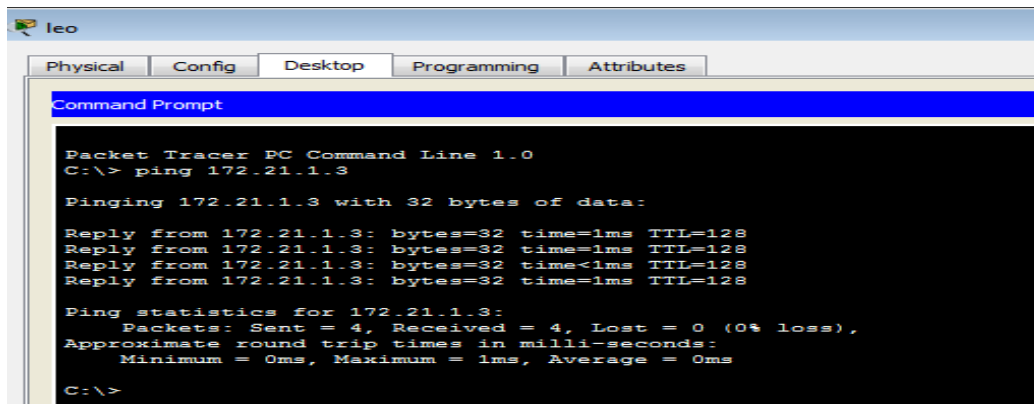 leo
Physical Config Desktop Programming Attributes
Command Prompt
Packet Tracer PC Command Line 1.0
C:\> ping 172.21.1.3
Pinging 172.21.1.3 with 32 bytes of data:
Reply from 172.21.1.3: bytes=32 time=1ms TTL=128
Reply from 172.21.1.3: bytes=32 time=1ms TTL=128
Reply from 172.21.1.3: bytes=32 time<1ms TTL=128
Reply from 172.21.1.3: bytes=32 time=1ms TTL=128
Ping statistics for 172.21.1.3:
Packets: Sent = 4, Received = 4, Lost = 0 (0% loss),
Approximate round trip times in milli-seconds:
Minimum = 0ms, Maximum = 1ms, Average = 0ms
C:\>